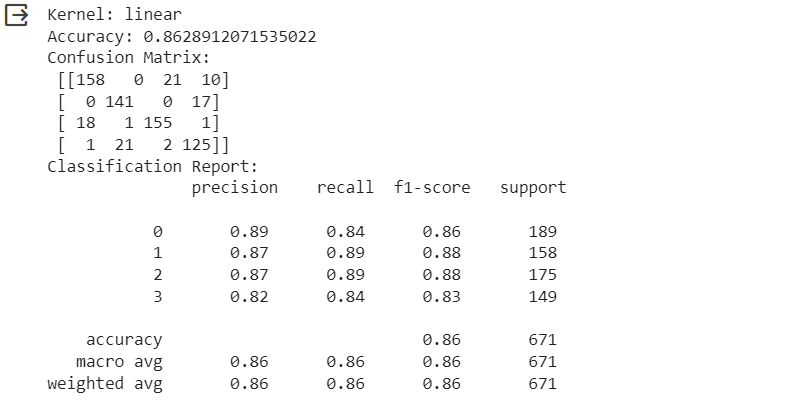 Kernel: linear
Accuracy: 0.8628912071535022
Confusion Matrix:
[[158   0  21  10]
[  0 141   0  17]
[ 18   1 155   1]
[  1  21   2 125]]
Classification Report:
precision    recall  f1-score   support
0       0.89      0.84      0.86       189
1       0.87      0.89      0.88       158
2       0.87      0.89      0.88       175
3       0.82      0.84      0.83       149
accuracy                           0.86       671
macro avg       0.86      0.86      0.86       671
weighted avg       0.86      0.86      0.86       671